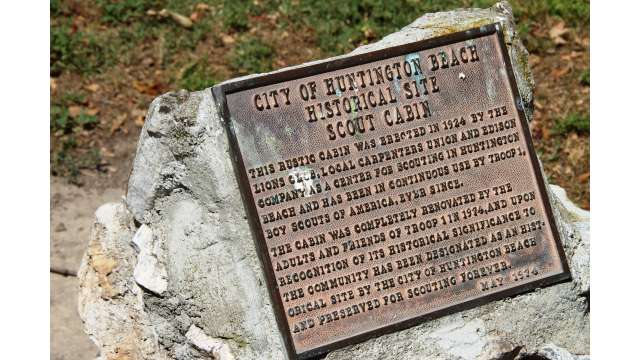 CITY OF HUNTINGTON BEACH
HISTORICAL SITE
SCOUT CABIN
THIS RUSTIC CABIN WAS ERECTED IN 1924 BY THE
LIONS CLUB, LOCAL CARPENTERS UNION AND EDISON
COMPANY AS A CENTER FOR SCOUTING IN HUNTINGTON
BEACH AND HAS BEEN IN CONTINUOUS USE BY TROOP 1,
BOY SCOUTS OF AMERICA, EVER SINCE.
THE CABIN WAS COMPLETELY RENOVATED BY THE
ADULTS AND FRIENDS OF TROOP 1 IN 1974, AND UPON
RECOGNITION OF ITS HISTORICAL SIGNIFICANCE TO
THE COMMUNITY HAS BEEN DESIGNATED AS AN HIST-
ORICAL SITE BY THE CITY OF HUNTINGTON BEACH
AND PRESERVED FOR SCOUTING FOREVER.
MAY 1974